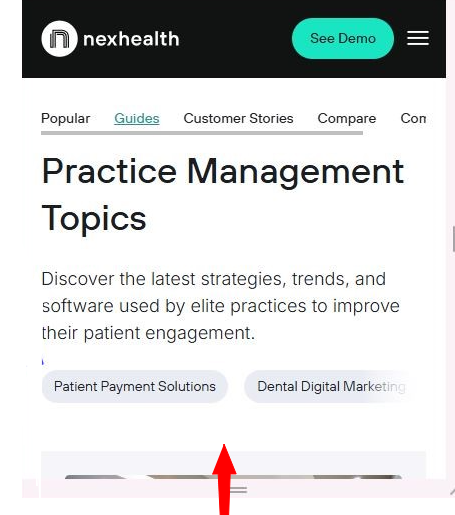 nexhealth
See Demo
Popular Guides Customer Stories Compare
Practice Management
Topics
Discover the latest strategies, trends, and
software used by elite practices to improve
their patient engagement.
Patient Payment Solutions Dental Digital Marketing